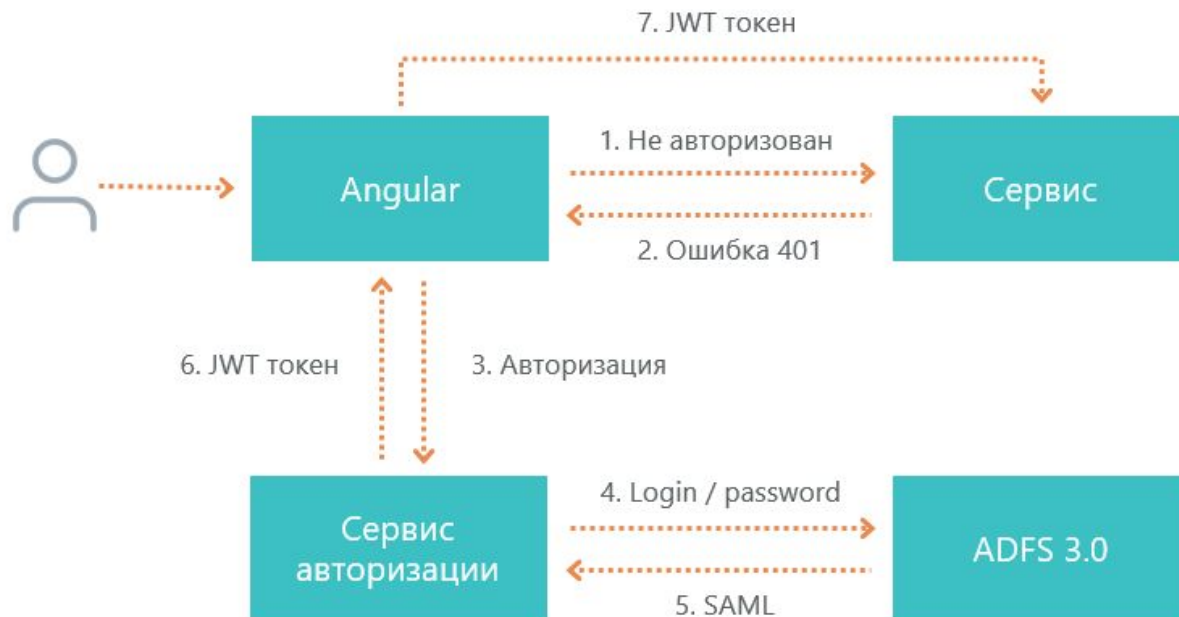 7. JWT токен
Angular
1. Не авторизован
2. Ошибка 401
Сервис
6. JWT токен
3. Авторизация
Сервис
авторизации
4. Login / password
5. SAML
ADFS 3.0